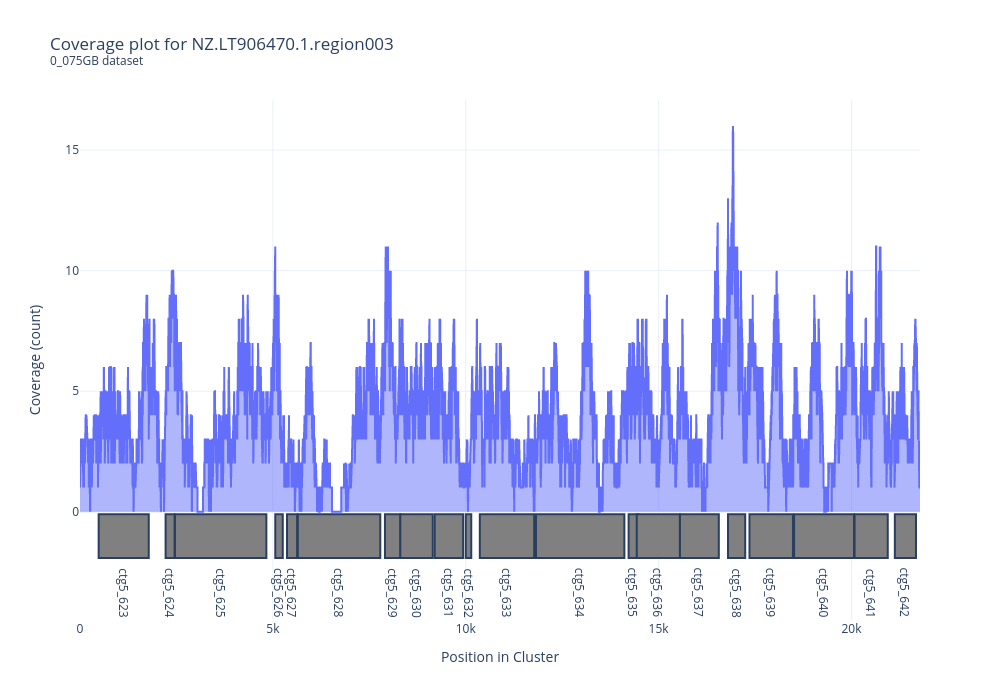 Coverage plot for NZ.LT906470.1.region003
0_075GB dataset
Coverage (count)
15
10
5
0
ctg5_623
ctg5_624
ctg5_625
ctg5_626
ctg5_627
ctg5_628
ctg5_629
ctg5_630
ctg5_631
ctg5_632
ctg5_633
ctg5_634
ctg5_635
ctg5_636
ctg5_637
ctg5_638
ctg5_639
ctg5_640
ctg5_641
ctg5_642
0 5k 10k 15k 20k
Position in Cluster